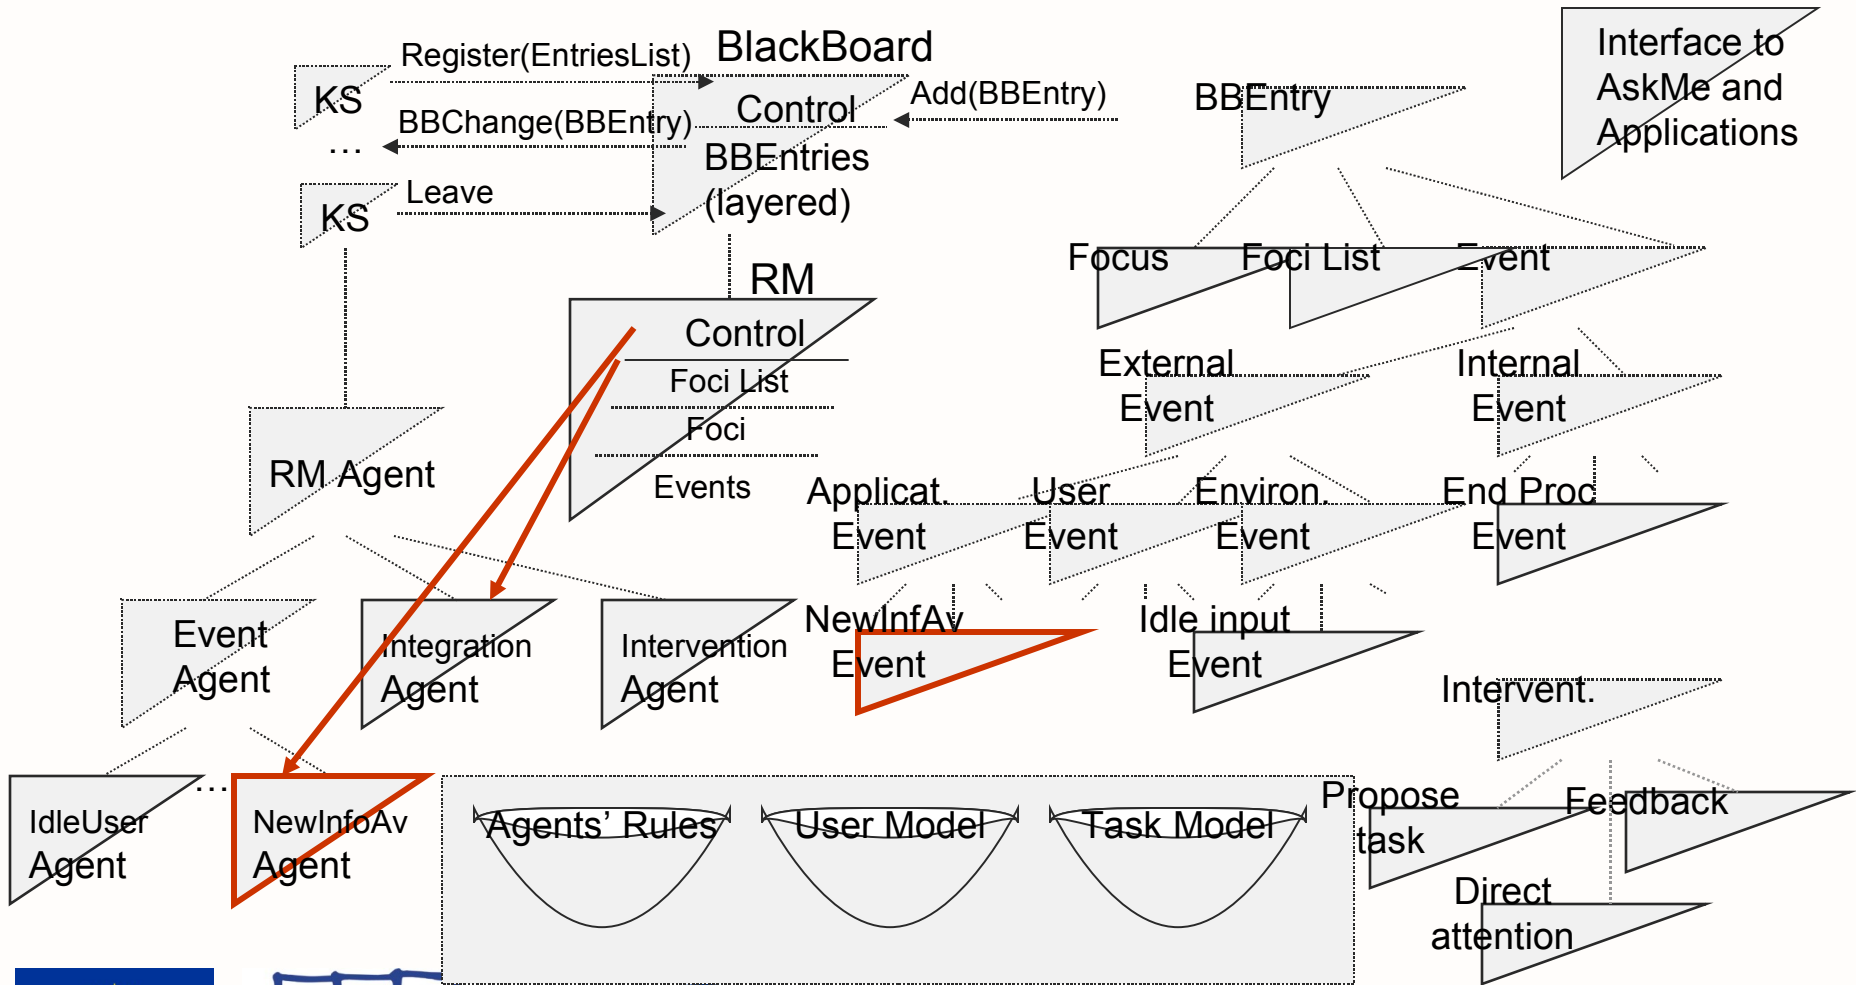 BlackBoard
Register(EntriesList)
KS
Control
Add(BBEntry)
BBEntry
Interface to
AskMe and
Applications
BBChange(BBEntry)
…
BBEntries
(layered)
Leave
KS
RM
Focus
Foci List
Event
Control
Foci List
Foci
Events
External
Event
Internal
Event
RM Agent
Applicat.
Event
User
Event
Environ.
Event
End Proc
Event
Event
Agent
Integration
Agent
Intervention
Agent
NewInfAv
Event
Idle input
Event
Intervent.
IdleUser
Agent
…
NewInfoAv
Agent
Agents’ Rules
User Model
Task Model
Propose
task
Feedback
Direct
attention